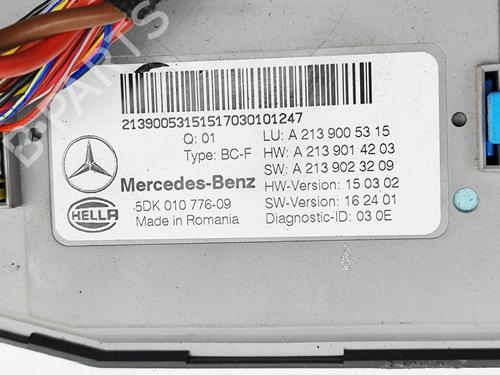 21390053151517030101247
Q: 01
LU: A 213 900 53 15
Type: BC-F
HW: A 213 901 42 03
SW: A 213 902 32 09
Mercedes-Benz
HW-Version: 15 03 02
HELLA
5DK 010 776-09
SW-Version: 16 24 01
Made in Romania
Diagnostic-ID: 03 0E
B-PARTS